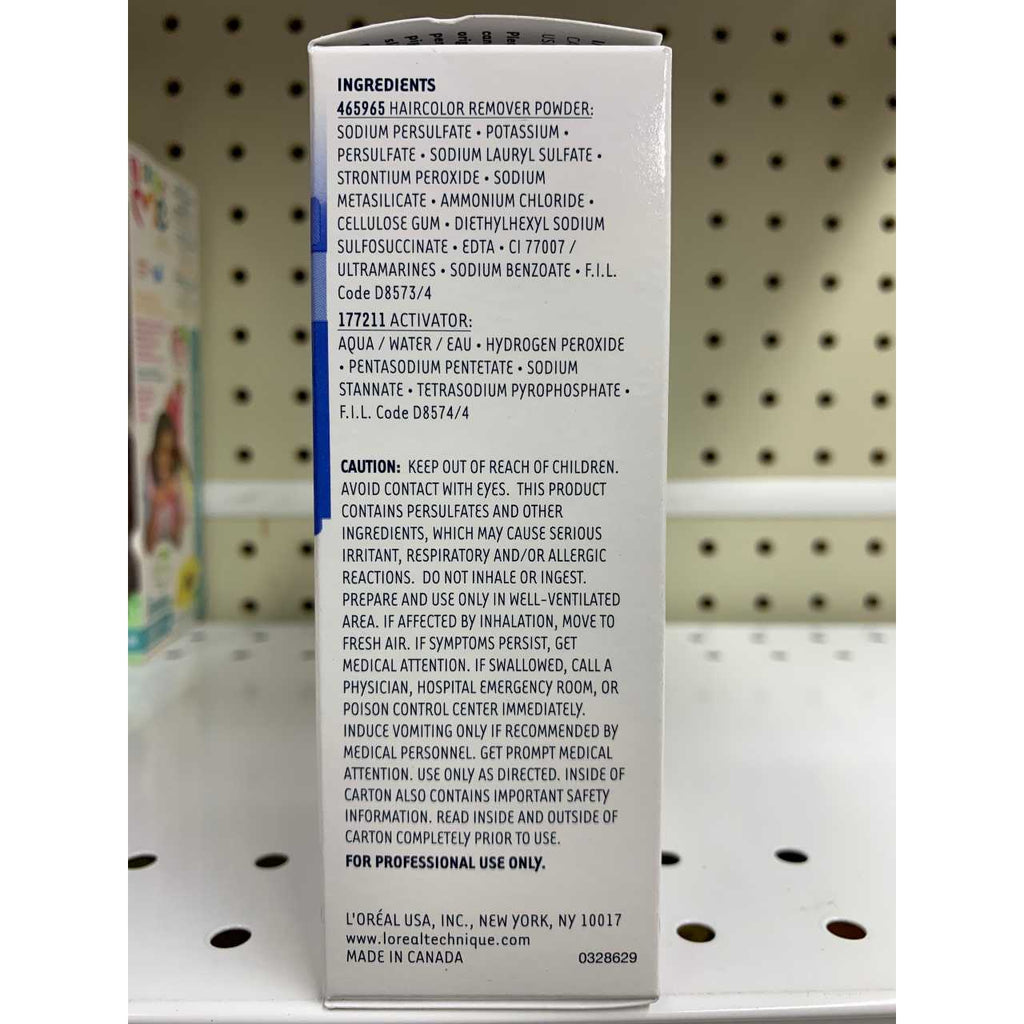 INGREDIENTS
465965 HAIRCOLOR REMOVER POWDER:
SODIUM PERSULFATE • POTASSIUM •
PERSULFATE • SODIUM LAURYL SULFATE •
STRONTIUM PEROXIDE • SODIUM
METASILICATE • AMMONIUM CHLORIDE •
CELLULOSE GUM • DIETHYLHEXYL SODIUM
SULFOSUCCINATE • EDTA • CI 77007 /
ULTRAMARINES • SODIUM BENZOATE • F.I.L.
Code D8573/4
177211 ACTIVATOR:
AQUA / WATER / EAU • HYDROGEN PEROXIDE
• PENTASODIUM PENTETATE • SODIUM
STANNATE • TETRASODIUM PYROPHOSPHATE •
F.I.L. Code D8574/4
CAUTION: KEEP OUT OF REACH OF CHILDREN.
AVOID CONTACT WITH EYES. THIS PRODUCT
CONTAINS PERSULFATES AND OTHER
INGREDIENTS, WHICH MAY CAUSE SERIOUS
IRRITANT, RESPIRATORY AND/OR ALLERGIC
REACTIONS. DO NOT INHALE OR INGEST.
PREPARE AND USE ONLY IN WELL-VENTILATED
AREA. IF AFFECTED BY INHALATION, MOVE TO
FRESH AIR. IF SYMPTOMS PERSIST, GET
MEDICAL ATTENTION. IF SWALLOWED, CALL A
PHYSICIAN, HOSPITAL EMERGENCY ROOM, OR
POISON CONTROL CENTER IMMEDIATELY.
INDUCE VOMITING ONLY IF RECOMMENDED BY
MEDICAL PERSONNEL. GET PROMPT MEDICAL
ATTENTION. USE ONLY AS DIRECTED. INSIDE OF
CARTON ALSO CONTAINS IMPORTANT SAFETY
INFORMATION. READ INSIDE AND OUTSIDE OF
CARTON COMPLETELY PRIOR TO USE.
FOR PROFESSIONAL USE ONLY.
L'ORÉAL USA, INC., NEW YORK, NY 10017
www.lorealtechnique.com
MADE IN CANADA 0328629